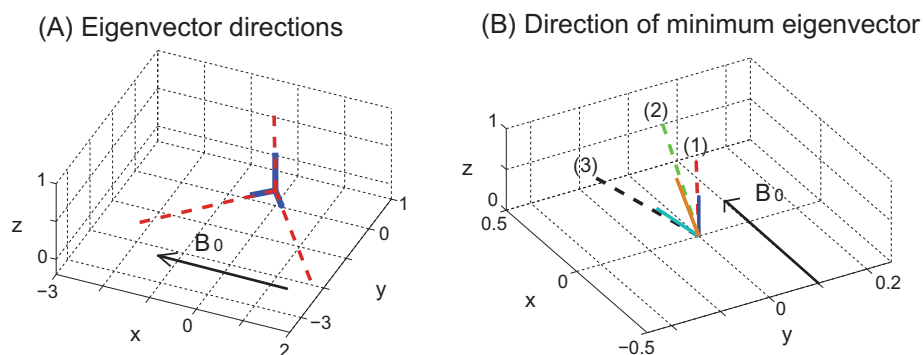 (A) Eigenvector directions
1
z
0
−3
x
0
2
−3
y
0
1
B₀
(B) Direction of minimum eigenvector
1
z
0
0.5
x
0
−0.5
0
y
0.2
(1)
(2)
(3)
B₀